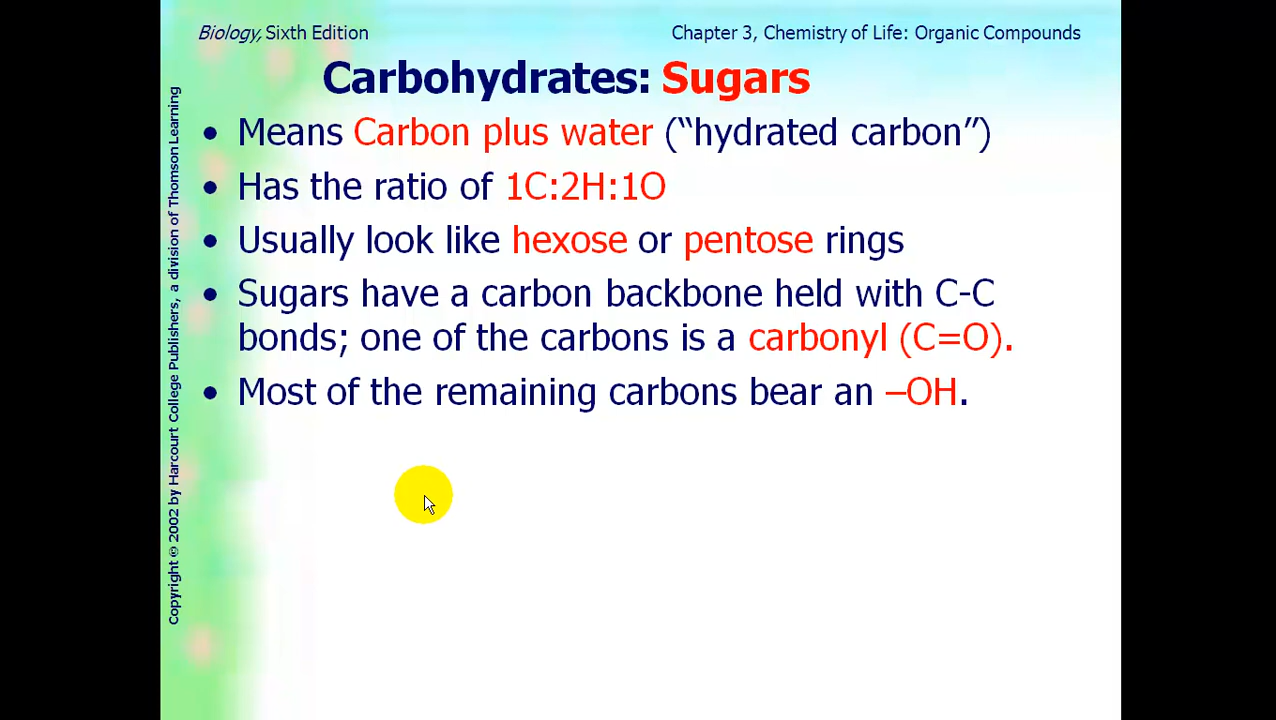 Biology, Sixth Edition
Chapter 3, Chemistry of Life: Organic Compounds
Carbohydrates: Sugars
• Means Carbon plus water (“hydrated carbon”)
• Has the ratio of 1C:2H:1O
• Usually look like hexose or pentose rings
• Sugars have a carbon backbone held with C-C
bonds; one of the carbons is a carbonyl (C=O).
• Most of the remaining carbons bear an –OH.
Copyright © 2002 by Harcourt College Publishers, a division of Thomson Learning